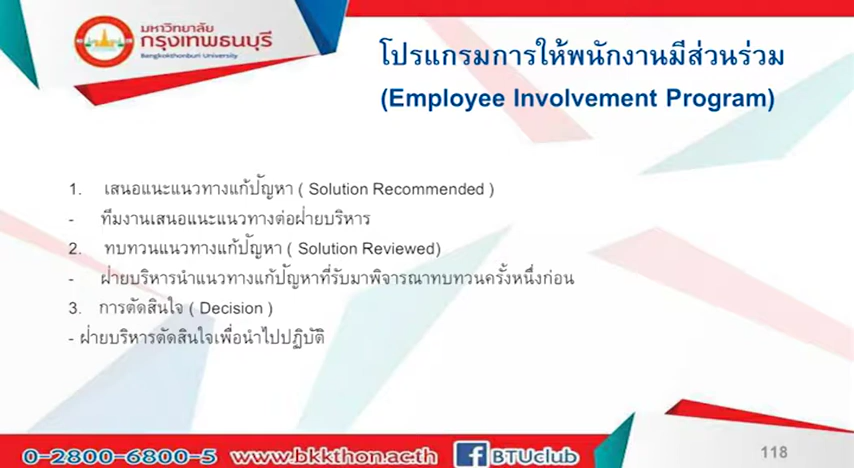 มหาวิทยาลัย
กรุงเทพธนบุรี
Bangkokthonburi University
โปรแกรมการให้พนักงานมีส่วนร่วม
(Employee Involvement Program)
1. เสนอแนะแนวทางแก้ปัญหา ( Solution Recommended )
- ทีมงานเสนอแนะแนวทางต่อฝ่ายบริหาร
2. ทบทวนแนวทางแก้ปัญหา ( Solution Reviewed)
- ฝ่ายบริหารนำแนวทางแก้ปัญหาที่รับมาพิจารณาทบทวนครั้งหนึ่งก่อน
3. การตัดสินใจ ( Decision )
- ฝ่ายบริหารตัดสินใจเพื่อนำไปปฏิบัติ
0-2800-6800-5 www.bkkthon.ac.th f BTUclub
118